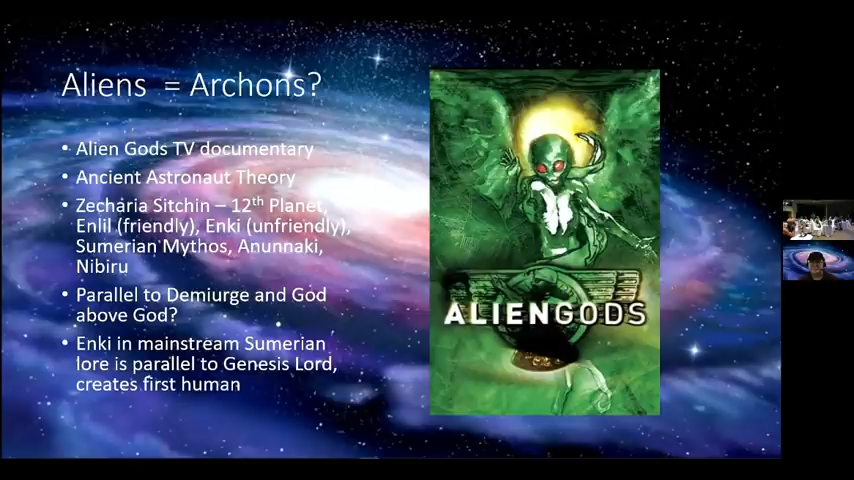 Aliens = Archons?
• Alien Gods TV documentary
• Ancient Astronaut Theory
• Zecharia Sitchin – 12th Planet,
Enlil (friendly), Enki (unfriendly),
Sumerian Mythos, Anunnaki,
Nibiru
• Parallel to Demiurge and God
above God?
• Enki in mainstream Sumerian
lore is parallel to Genesis Lord,
creates first human
ALIENGODS